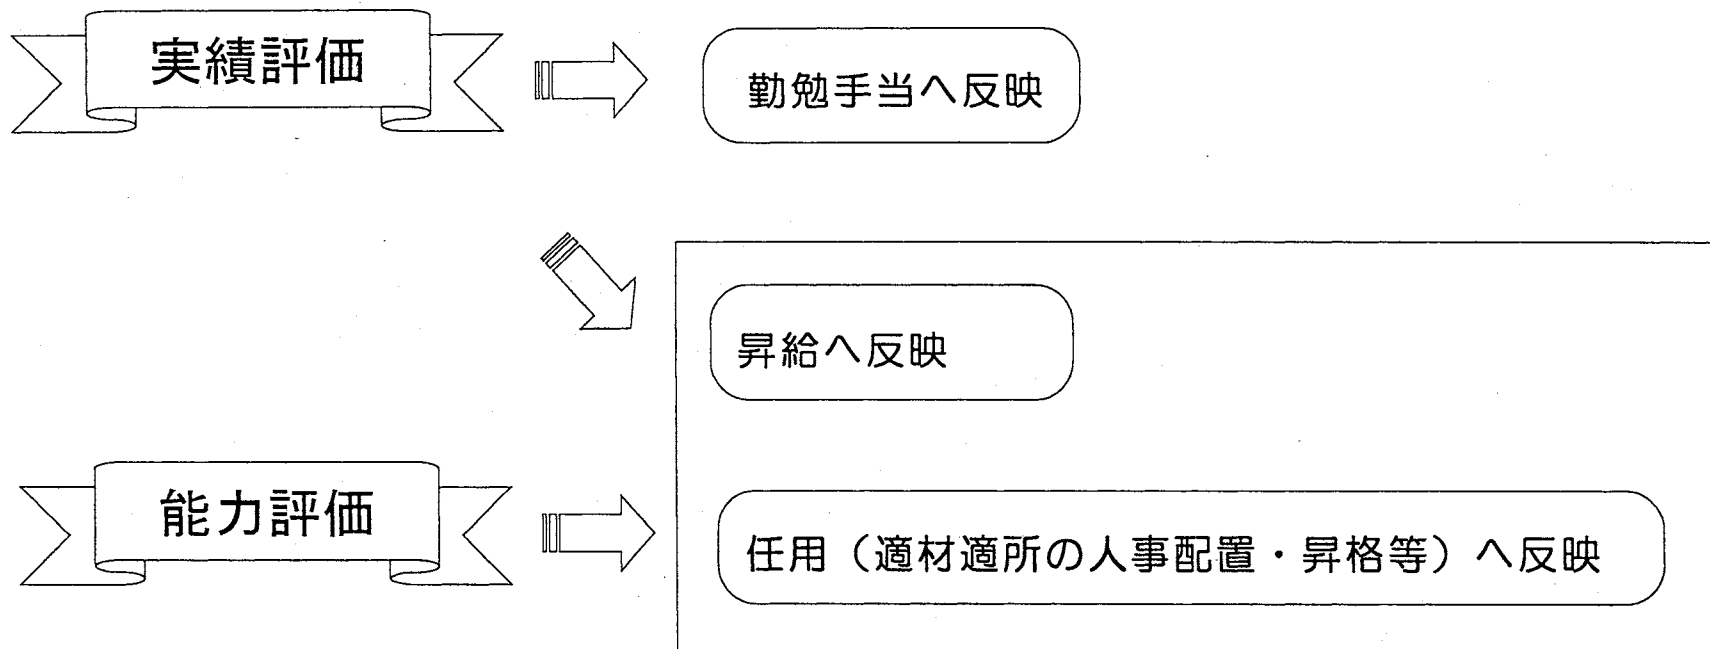 実績評価
勤勉手当へ反映
昇給へ反映
能力評価
任用（適材適所の人事配置・昇格等）へ反映